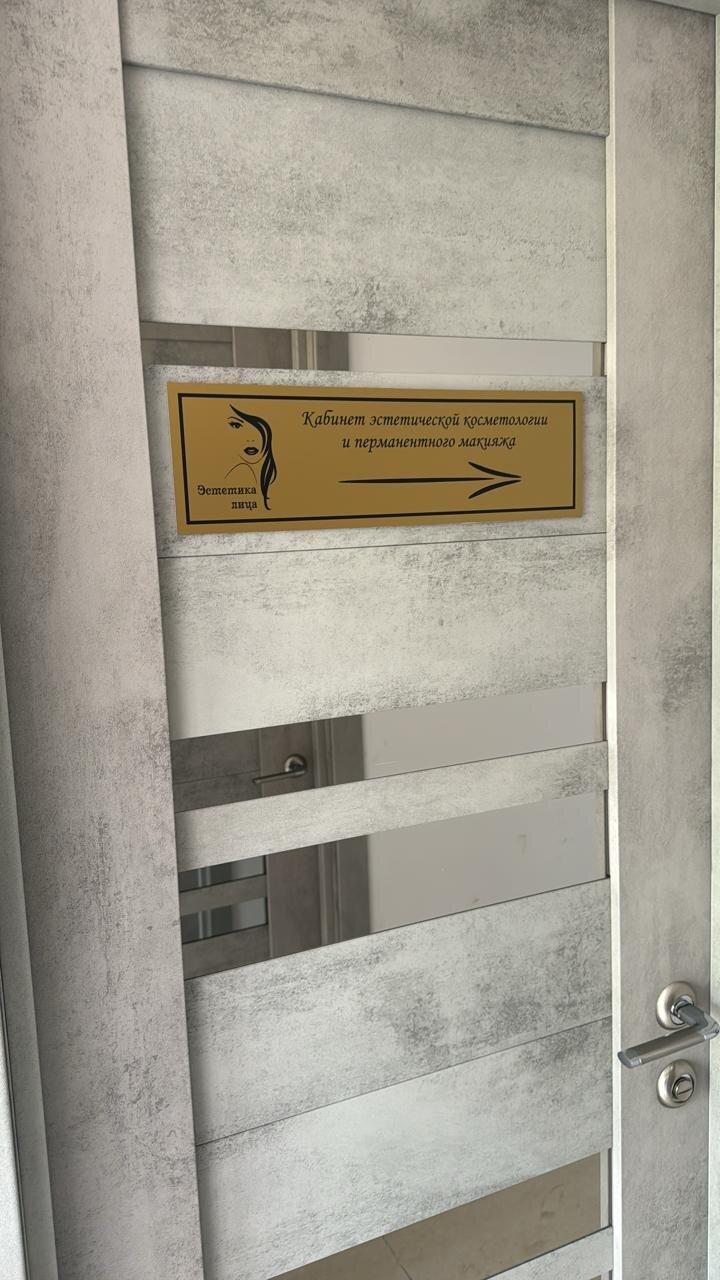 Кабинет эстетической косметологии
и перманентного макияжа
Эстетика
лица